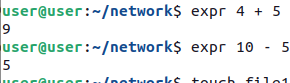 user@user:~/network$ expr 4 + 5
9
user@user:~/network$ expr 10 - 5
5
user@user:~/network$ touch file1